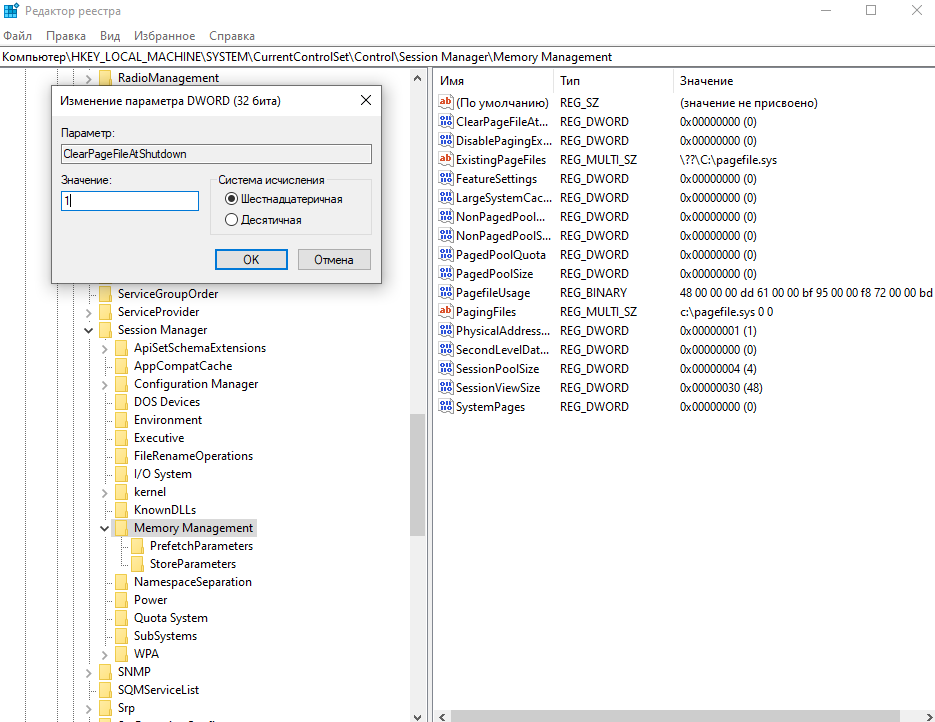 Редактор реестра
Файл Правка Вид Избранное Справка
Компьютер\HKEY_LOCAL_MACHINE\SYSTEM\CurrentControlSet\Control\Session Manager\Memory Management
RadioManagement
Изменение параметра DWORD (32 бита)
Параметр:
ClearPageFileAtShutdown
Значение:
1
Система исчисления
Шестнадцатеричная
Десятичная
OK Отмена
ServiceGroupOrder
ServiceProvider
Session Manager
ApiSetSchemaExtensions
AppCompatCache
Configuration Manager
DOS Devices
Environment
Executive
FileRenameOperations
I/O System
kernel
KnownDLLs
Memory Management
PrefetchParameters
StoreParameters
NamespaceSeparation
Power
Quota System
SubSystems
WPA
SNMP
SQMServiceList
Srp
Имя Тип Значение
(По умолчанию) REG_SZ (значение не присвоено)
ClearPageFileAt... REG_DWORD 0x00000000 (0)
DisablePagingEx... REG_DWORD 0x00000000 (0)
ExistingPageFiles REG_MULTI_SZ \??\C:\pagefile.sys
FeatureSettings REG_DWORD 0x00000000 (0)
LargeSystemCac... REG_DWORD 0x00000000 (0)
NonPagedPool... REG_DWORD 0x00000000 (0)
NonPagedPoolS... REG_DWORD 0x00000000 (0)
PagedPoolQuota REG_DWORD 0x00000000 (0)
PagedPoolSize REG_DWORD 0x00000000 (0)
PagefileUsage REG_BINARY 48 00 00 00 dd 61 00 00 bf 95 00 00 f8 72 00 00 bd
PagingFiles REG_MULTI_SZ c:\pagefile.sys 0 0
PhysicalAddress... REG_DWORD 0x00000001 (1)
SecondLevelDat... REG_DWORD 0x00000000 (0)
SessionPoolSize REG_DWORD 0x00000004 (4)
SessionViewSize REG_DWORD 0x00000030 (48)
SystemPages REG_DWORD 0x00000000 (0)